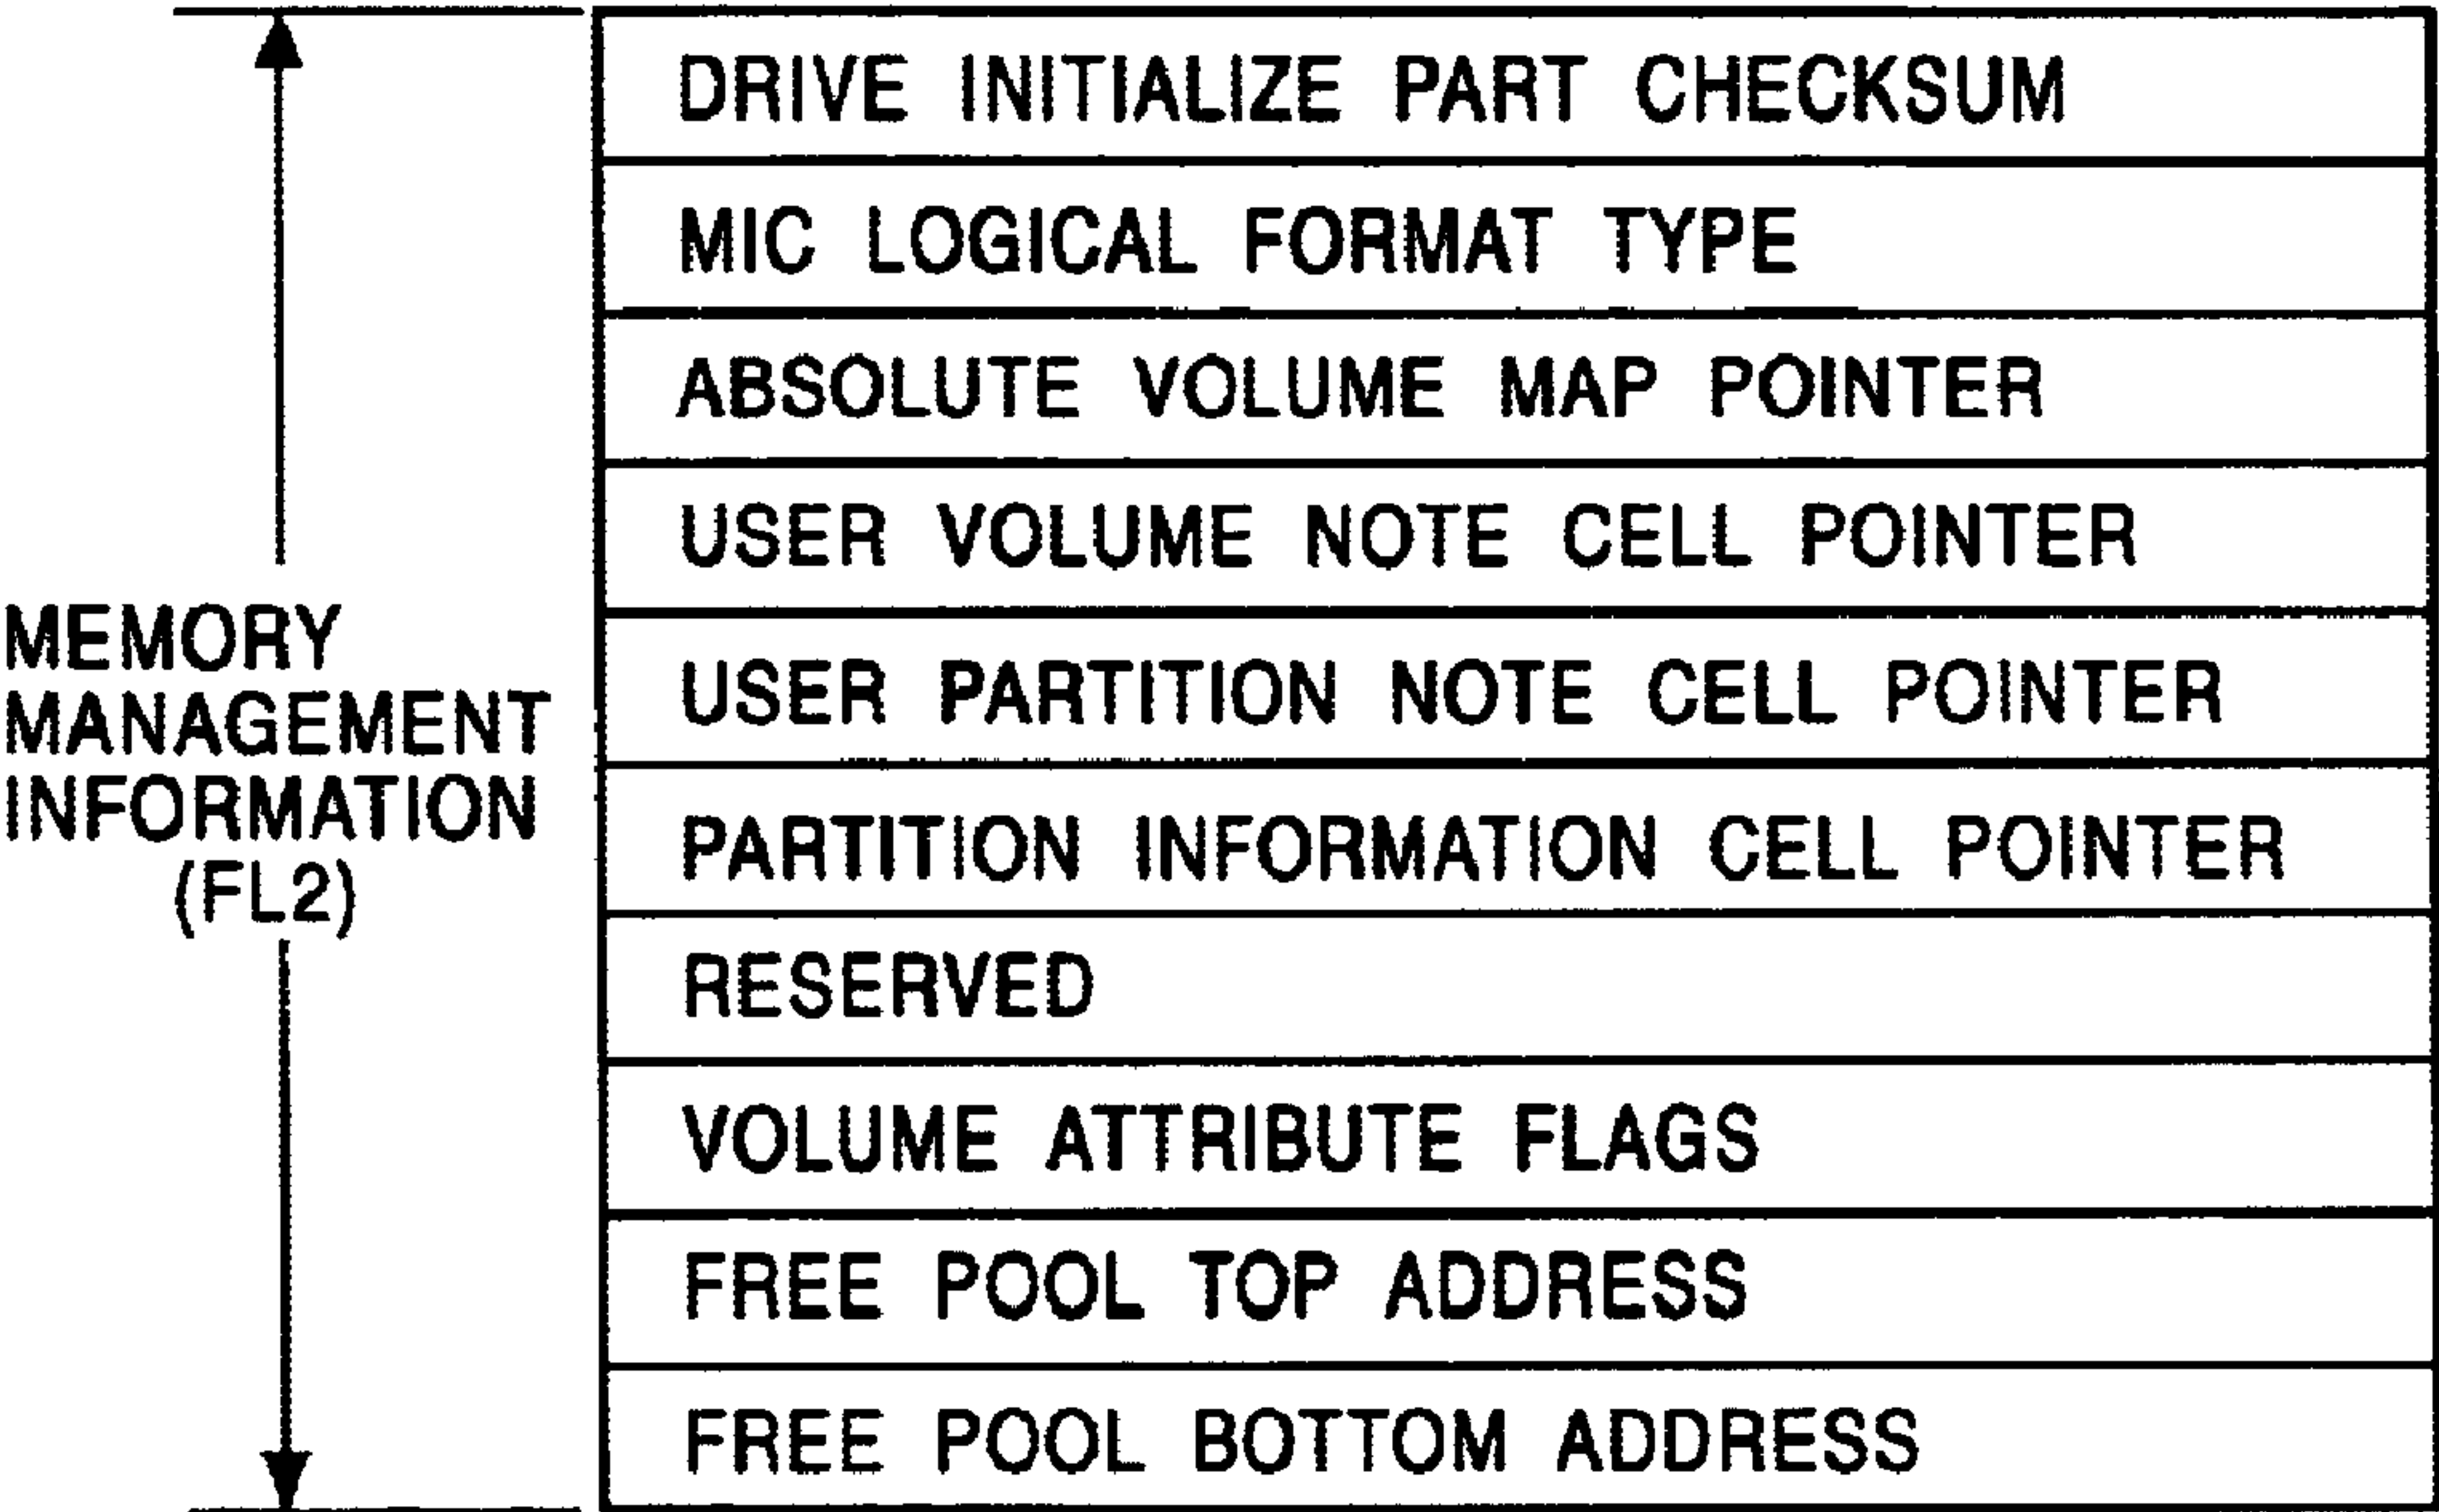 MEMORY
MANAGEMENT
INFORMATION
(FL2)
DRIVE INITIALIZE PART CHECKSUM
MIC LOGICAL FORMAT TYPE
ABSOLUTE VOLUME MAP POINTER
USER VOLUME NOTE CELL POINTER
USER PARTITION NOTE CELL POINTER
PARTITION INFORMATION CELL POINTER
RESERVED
VOLUME ATTRIBUTE FLAGS
FREE POOL TOP ADDRESS
FREE POOL BOTTOM ADDRESS